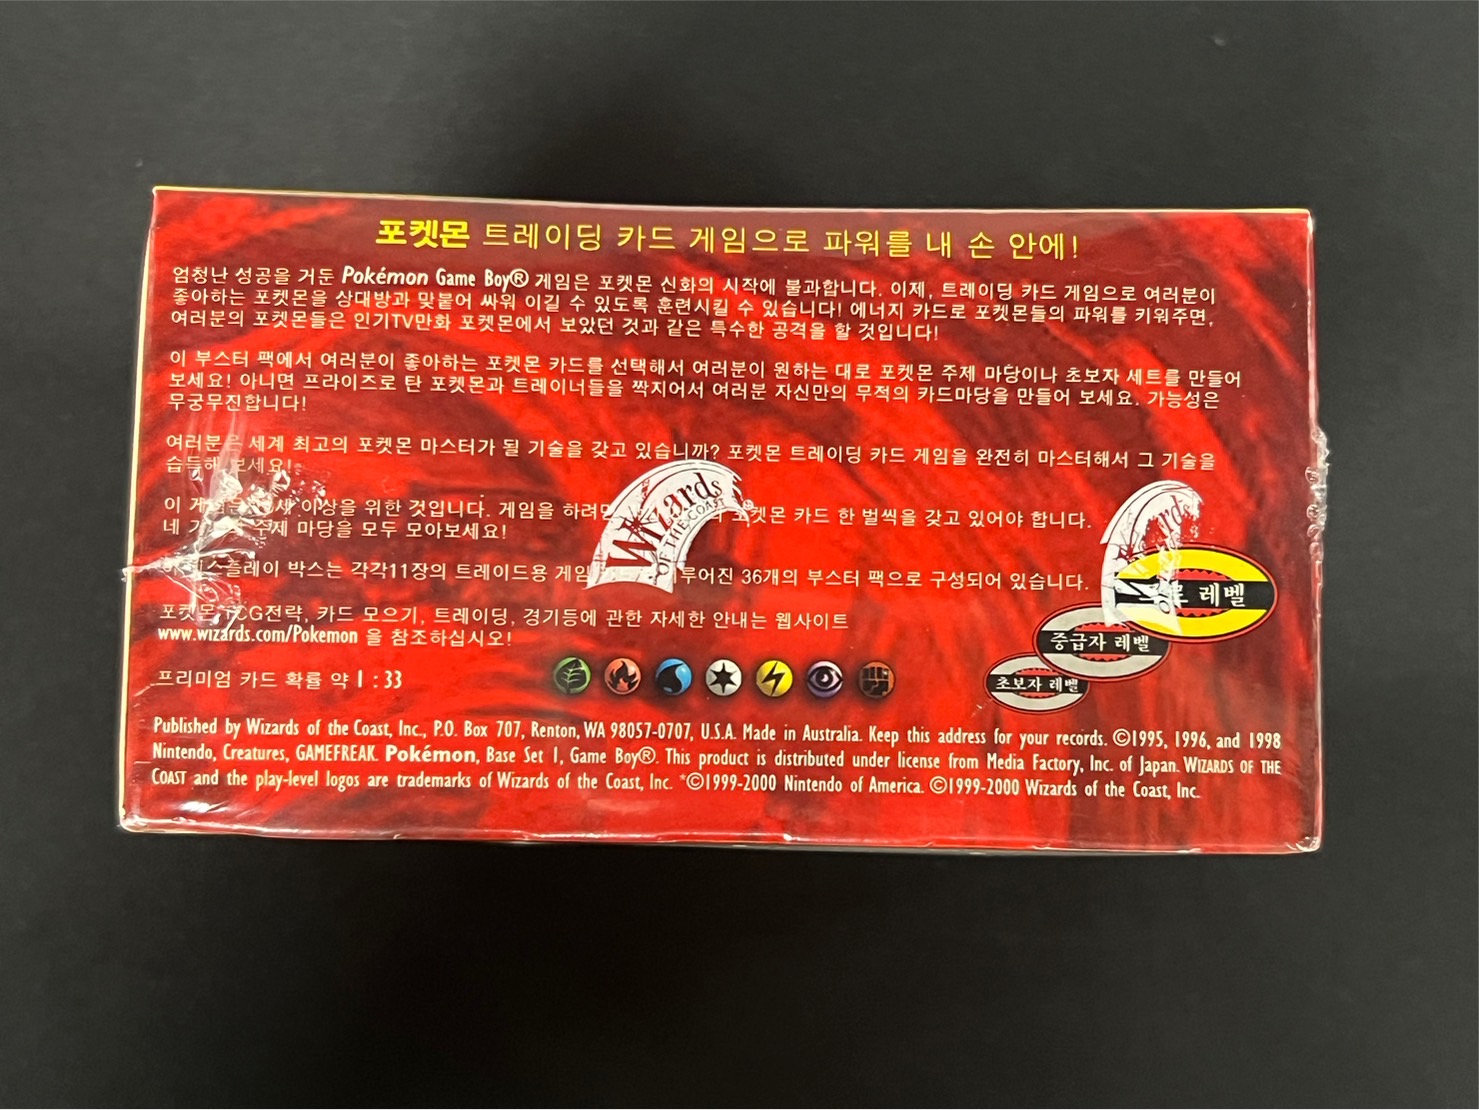 포켓몬 트레이딩 카드 게임으로 파워를 내 손 안에!
엄청난 성공을 거둔 Pokémon Game Boy® 게임은 포켓몬 신화의 시작에 불과합니다. 이제, 트레이딩 카드 게임으로 여러분이
좋아하는 포켓몬을 상대방과 맞붙어 싸워 이길 수 있도록 훈련시킬 수 있습니다! 에너지 카드로 포켓몬들의 파워를 키워주면,
여러분의 포켓몬들은 인기TV만화 포켓몬에서 보았던 것과 같은 특수한 공격을 할 것입니다!
이 부스터 팩에서 여러분이 좋아하는 포켓몬 카드를 선택해서 여러분이 원하는 대로 포켓몬 주제 마당이나 초보자 세트를 만들어
보세요! 아니면 프라이즈로 탄 포켓몬과 트레이너들을 짝지어서 여러분 자신만의 무적의 카드마당을 만들어 보세요. 가능성은
무궁무진합니다!
여러분은 세계 최고의 포켓몬 마스터가 될 기술을 갖고 있습니까? 포켓몬 트레이딩 카드 게임을 완전히 마스터해서 그 기술을
습득해 보세요!
이 이상을 위한 것입니다. 게임을 하려면 포켓몬 카드 한 벌씩을 갖고 있어야 합니다.
네 주제 마당을 모두 모아보세요!
박스는 각각11장의 트레이드용 게임 이루어진 36개의 부스터 팩으로 구성되어 있습니다.
포켓몬 TCG전략, 카드 모으기, 트레이딩, 경기등에 관한 자세한 안내는 웹사이트
www.wizards.com/Pokemon 을 참조하십시오!
프리미엄 카드 확률 약 1 : 33
Wizards
OF THE COAST
레벨
중급자 레벨
초보자 레벨
Published by Wizards of the Coast, Inc., P.O. Box 707, Renton, WA 98057-0707, U.S.A. Made in Australia. Keep this address for your records. ©1995, 1996, and 1998
Nintendo, Creatures, GAMEFREAK. Pokémon, Base Set 1, Game Boy®. This product is distributed under license from Media Factory, Inc. of Japan. WIZARDS OF THE
COAST and the play-level logos are trademarks of Wizards of the Coast, Inc. *©1999-2000 Nintendo of America. ©1999-2000 Wizards of the Coast, Inc.